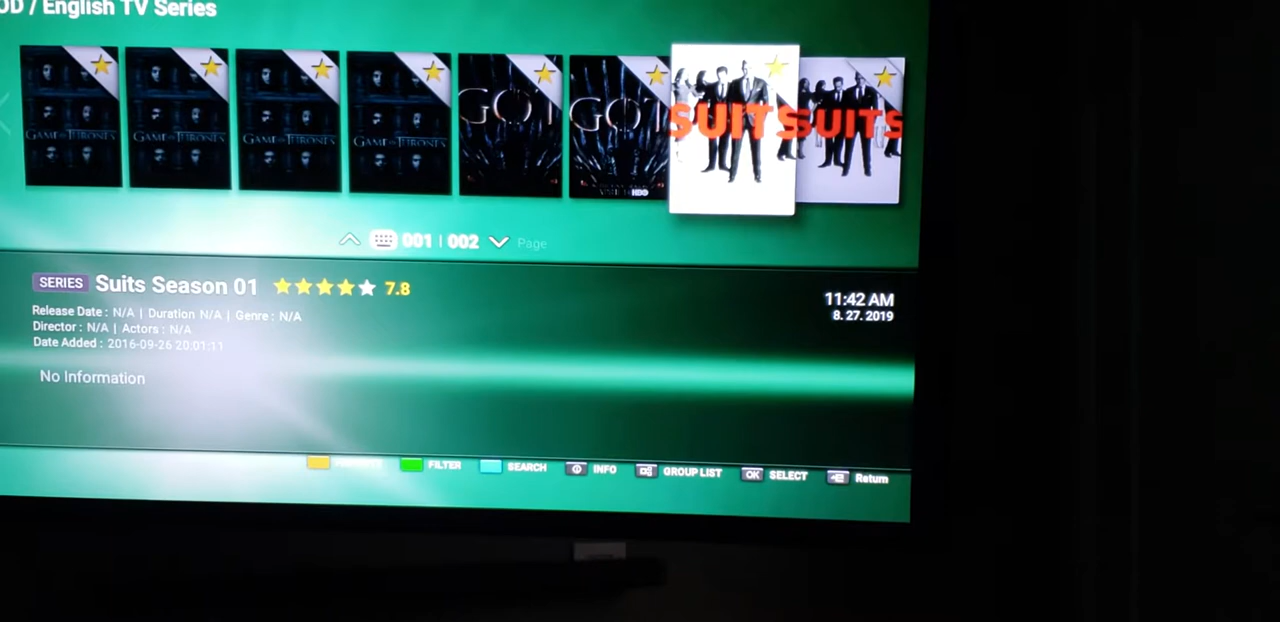 OD / English TV Series
GAME OF THRONES
GAME OF THRONES
GAME OF THRONES
GAME OF THRONES
GOT
GOT
HBO
SUITS
SUITS
001 | 002 Page
SERIES Suits Season 01 7.8
Release Date : N/A | Duration N/A | Genre : N/A
Director : N/A | Actors : N/A
Date Added : 2016-09-26 20:01:11
No Information
11:42 AM
8. 27. 2019
FILTER SEARCH INFO GROUP LIST OK SELECT Return